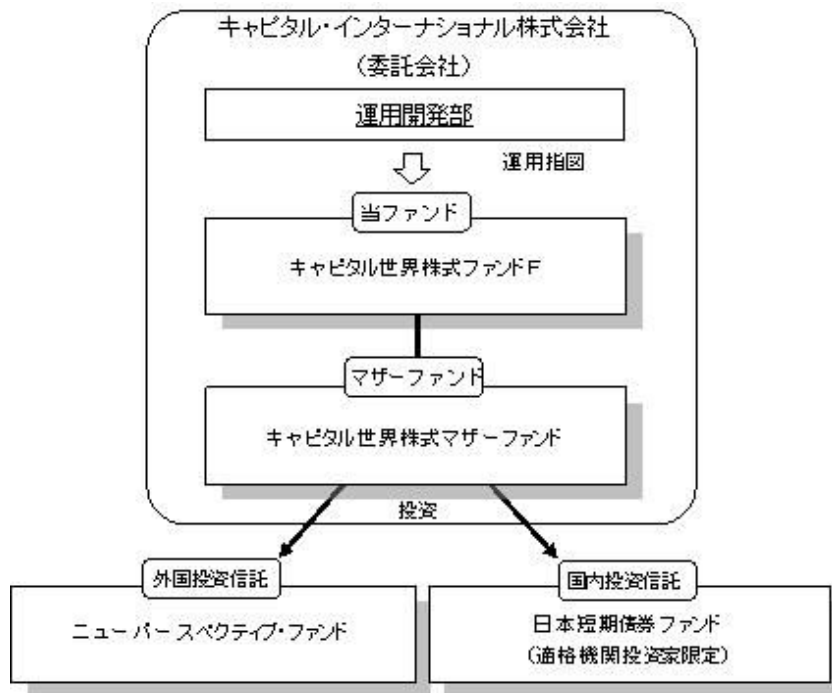 キャピタル・インターナショナル株式会社
（委託会社）
運用開発部
運用指図
当ファンド
キャピタル世界株式ファンドF
マザーファンド
キャピタル世界株式マザーファンド
投資
外国投資信託
ニューパースペクティブ・ファンド
国内投資信託
日本短期債券ファンド
（適格機関投資家限定）